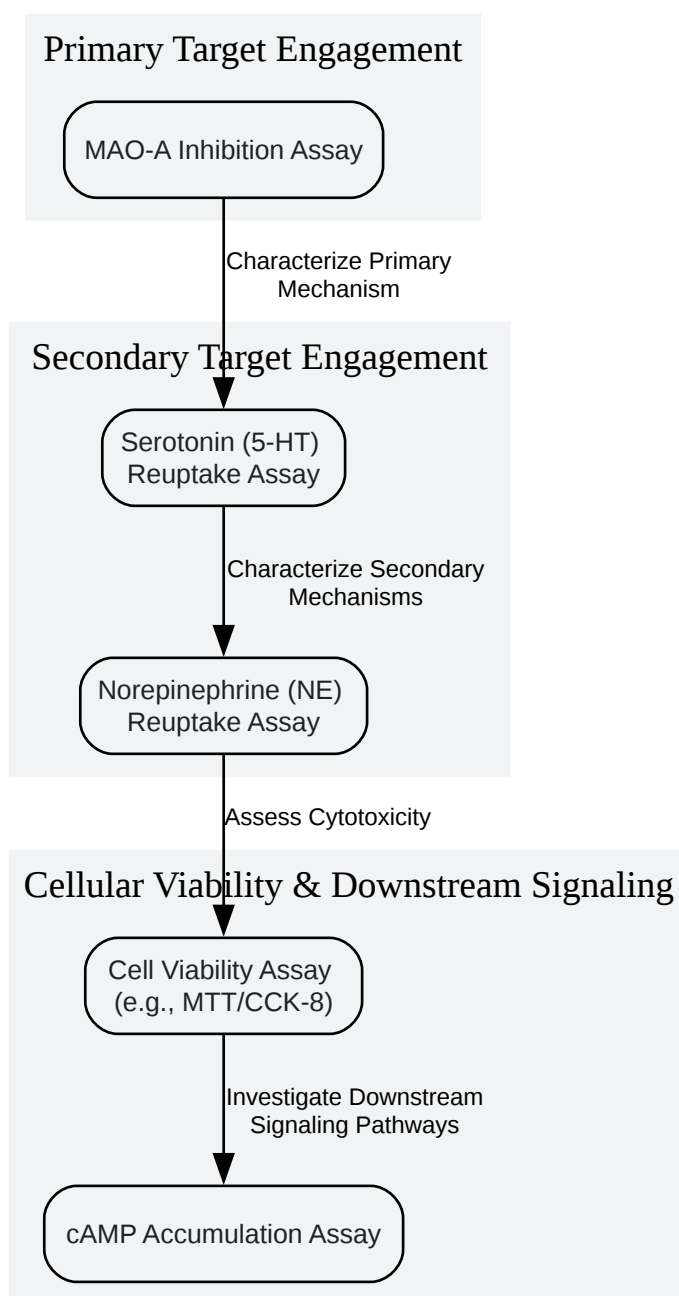 Primary Target Engagement
MAO-A Inhibition Assay
Characterize Primary
Mechanism
Secondary Target Engagement
Serotonin (5-HT)
Reuptake Assay
Characterize Secondary
Mechanisms
Norepinephrine (NE)
Reuptake Assay
Assess Cytotoxicity
Cellular Viability & Downstream Signaling
Cell Viability Assay
(e.g., MTT/CCK-8)
Investigate Downstream
Signaling Pathways
cAMP Accumulation Assay